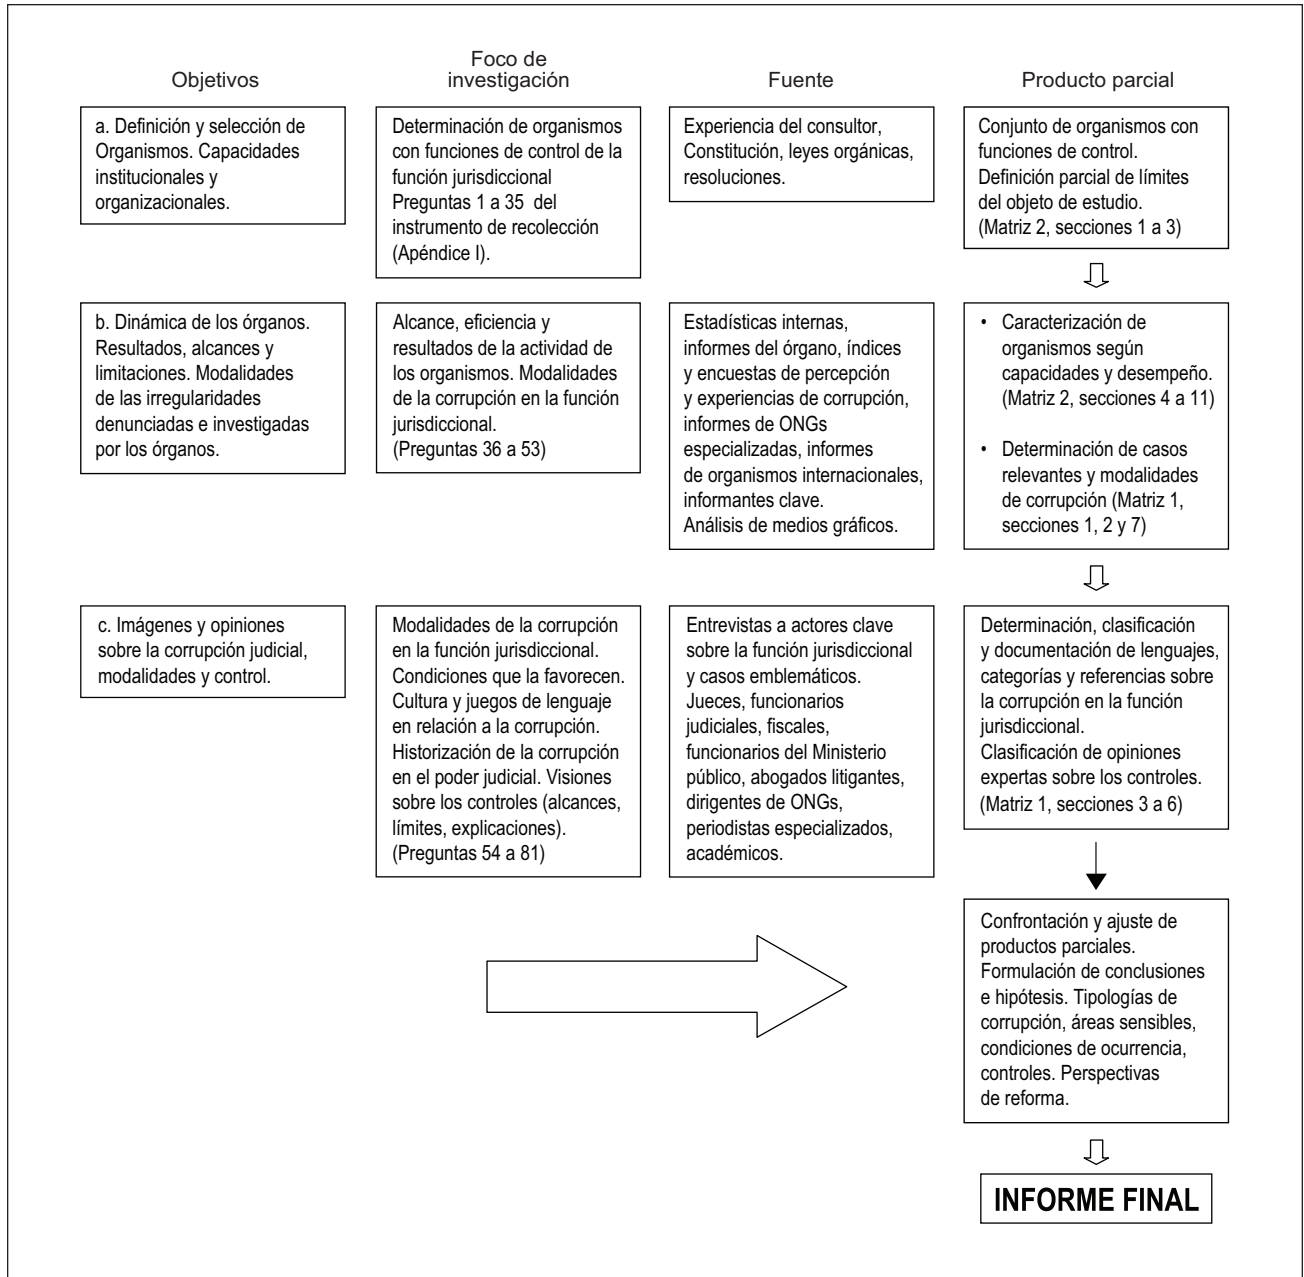 Objetivos
Foco de
investigación
Fuente
Producto parcial
a. Definición y selección de
Organismos. Capacidades
institucionales y
organizacionales.
Determinación de organismos
con funciones de control de la
función jurisdiccional
Preguntas 1 a 35 del
instrumento de recolección
(Apéndice I).
Experiencia del consultor,
Constitución, leyes orgánicas,
resoluciones.
Conjunto de organismos con
funciones de control.
Definición parcial de límites
del objeto de estudio.
(Matriz 2, secciones 1 a 3)
b. Dinámica de los órganos.
Resultados, alcances y
limitaciones. Modalidades
de las irregularidades
denunciadas e investigadas
por los órganos.
Alcance, eficiencia y
resultados de la actividad de
los organismos. Modalidades
de la corrupción en la función
jurisdiccional.
(Preguntas 36 a 53)
Estadísticas internas,
informes del órgano, índices
y encuestas de percepción
y experiencias de corrupción,
informes de ONGs
especializadas, informes
de organismos internacionales,
informantes clave.
Análisis de medios gráficos.
• Caracterización de
organismos según
capacidades y desempeño.
(Matriz 2, secciones 4 a 11)
• Determinación de casos
relevantes y modalidades
de corrupción (Matriz 1,
secciones 1, 2 y 7)
c. Imágenes y opiniones
sobre la corrupción judicial,
modalidades y control.
Modalidades de la corrupción
en la función jurisdiccional.
Condiciones que la favorecen.
Cultura y juegos de lenguaje
en relación a la corrupción.
Historización de la corrupción
en el poder judicial. Visiones
sobre los controles (alcances,
límites, explicaciones).
(Preguntas 54 a 81)
Entrevistas a actores clave
sobre la función jurisdiccional
y casos emblemáticos.
Jueces, funcionarios
judiciales, fiscales,
funcionarios del Ministerio
público, abogados litigantes,
dirigentes de ONGs,
periodistas especializados,
académicos.
Determinación, clasificación
y documentación de lenguajes,
categorías y referencias sobre
la corrupción en la función
jurisdiccional.
Clasificación de opiniones
expertas sobre los controles.
(Matriz 1, secciones 3 a 6)
Confrontación y ajuste de
productos parciales.
Formulación de conclusiones
e hipótesis. Tipologías de
corrupción, áreas sensibles,
condiciones de ocurrencia,
controles. Perspectivas
de reforma.
INFORME FINAL